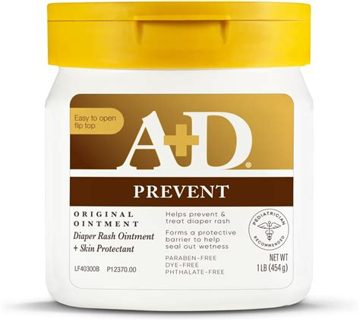 Easy to open
flip top
A+D®
PREVENT
ORIGINAL
OINTMENT
Diaper Rash Ointment
+ Skin Protectant
LF40300B P12370.00
Helps prevent &
treat diaper rash
Forms a protective
barrier to help
seal out wetness
PARABEN-FREE
DYE-FREE
PHTHALATE-FREE
PEDIATRICIAN
RECOMMENDED
NET WT
1 LB (454 g)